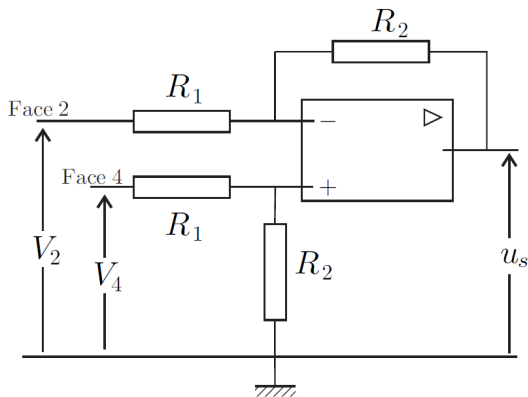 R₂
R₁
Face 2
−
▷
Face 4
+
R₁
R₂
V₂
V₄
uₛ